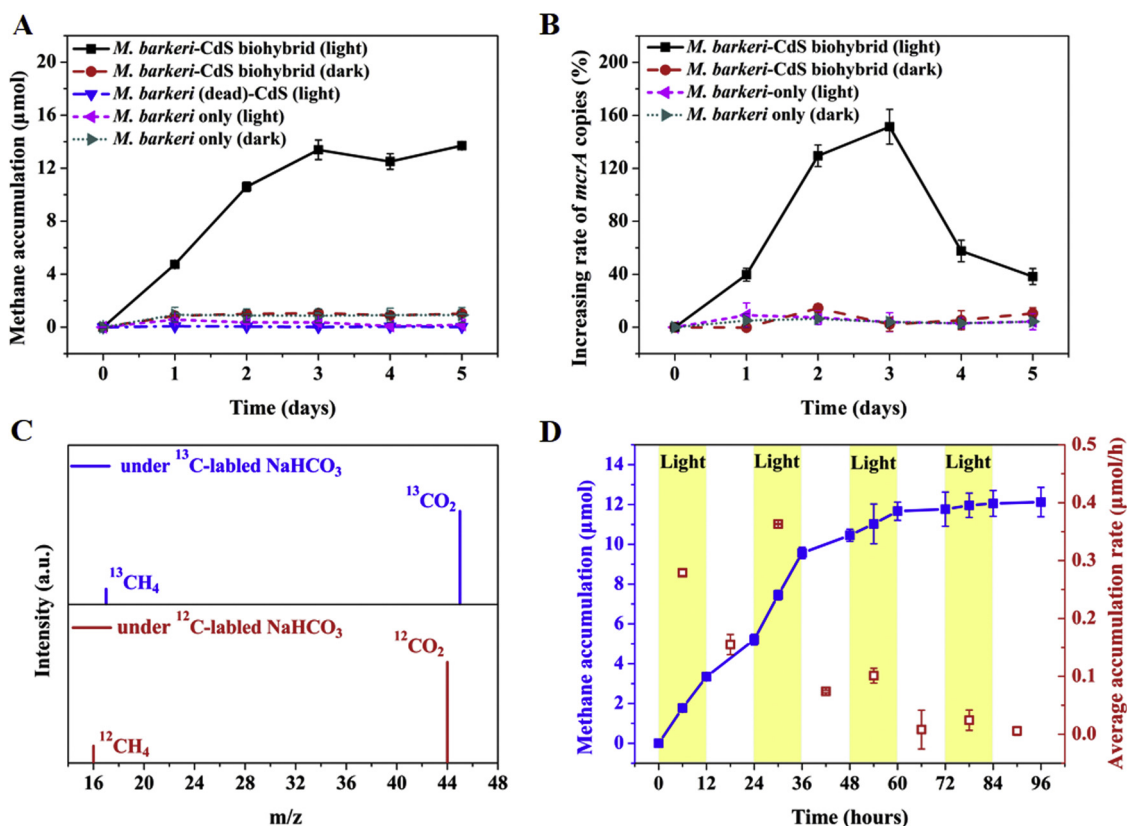 A
Methane accumulation (μmol)
20
16
12
8
4
0
M. barkeri-CdS biohybrid (light)
M. barkeri-CdS biohybrid (dark)
M. barkeri (dead)-CdS (light)
M. barkeri only (light)
M. barkeri only (dark)
0 1 2 3 4 5
Time (days)
B
Increasing rate of mcrA copies (%)
200
160
120
80
40
0
M. barkeri-CdS biohybrid (light)
M. barkeri-CdS biohybrid (dark)
M. barkeri-only (light)
M. barkeri only (dark)
0 1 2 3 4 5
Time (days)
C
Intensity (a.u.)
under ¹³C-labled NaHCO₃
¹³CO₂
¹³CH₄
under ¹²C-labled NaHCO₃
¹²CO₂
¹²CH₄
16 20 24 28 32 36 40 44 48
m/z
D
Methane accumulation (μmol)
14
12
10
8
6
4
2
0
Light Light Light Light
0.5
0.4
0.3
0.2
0.1
0.0
Average accumulation rate (μmol/h)
0 12 24 36 48 60 72 84 96
Time (hours)